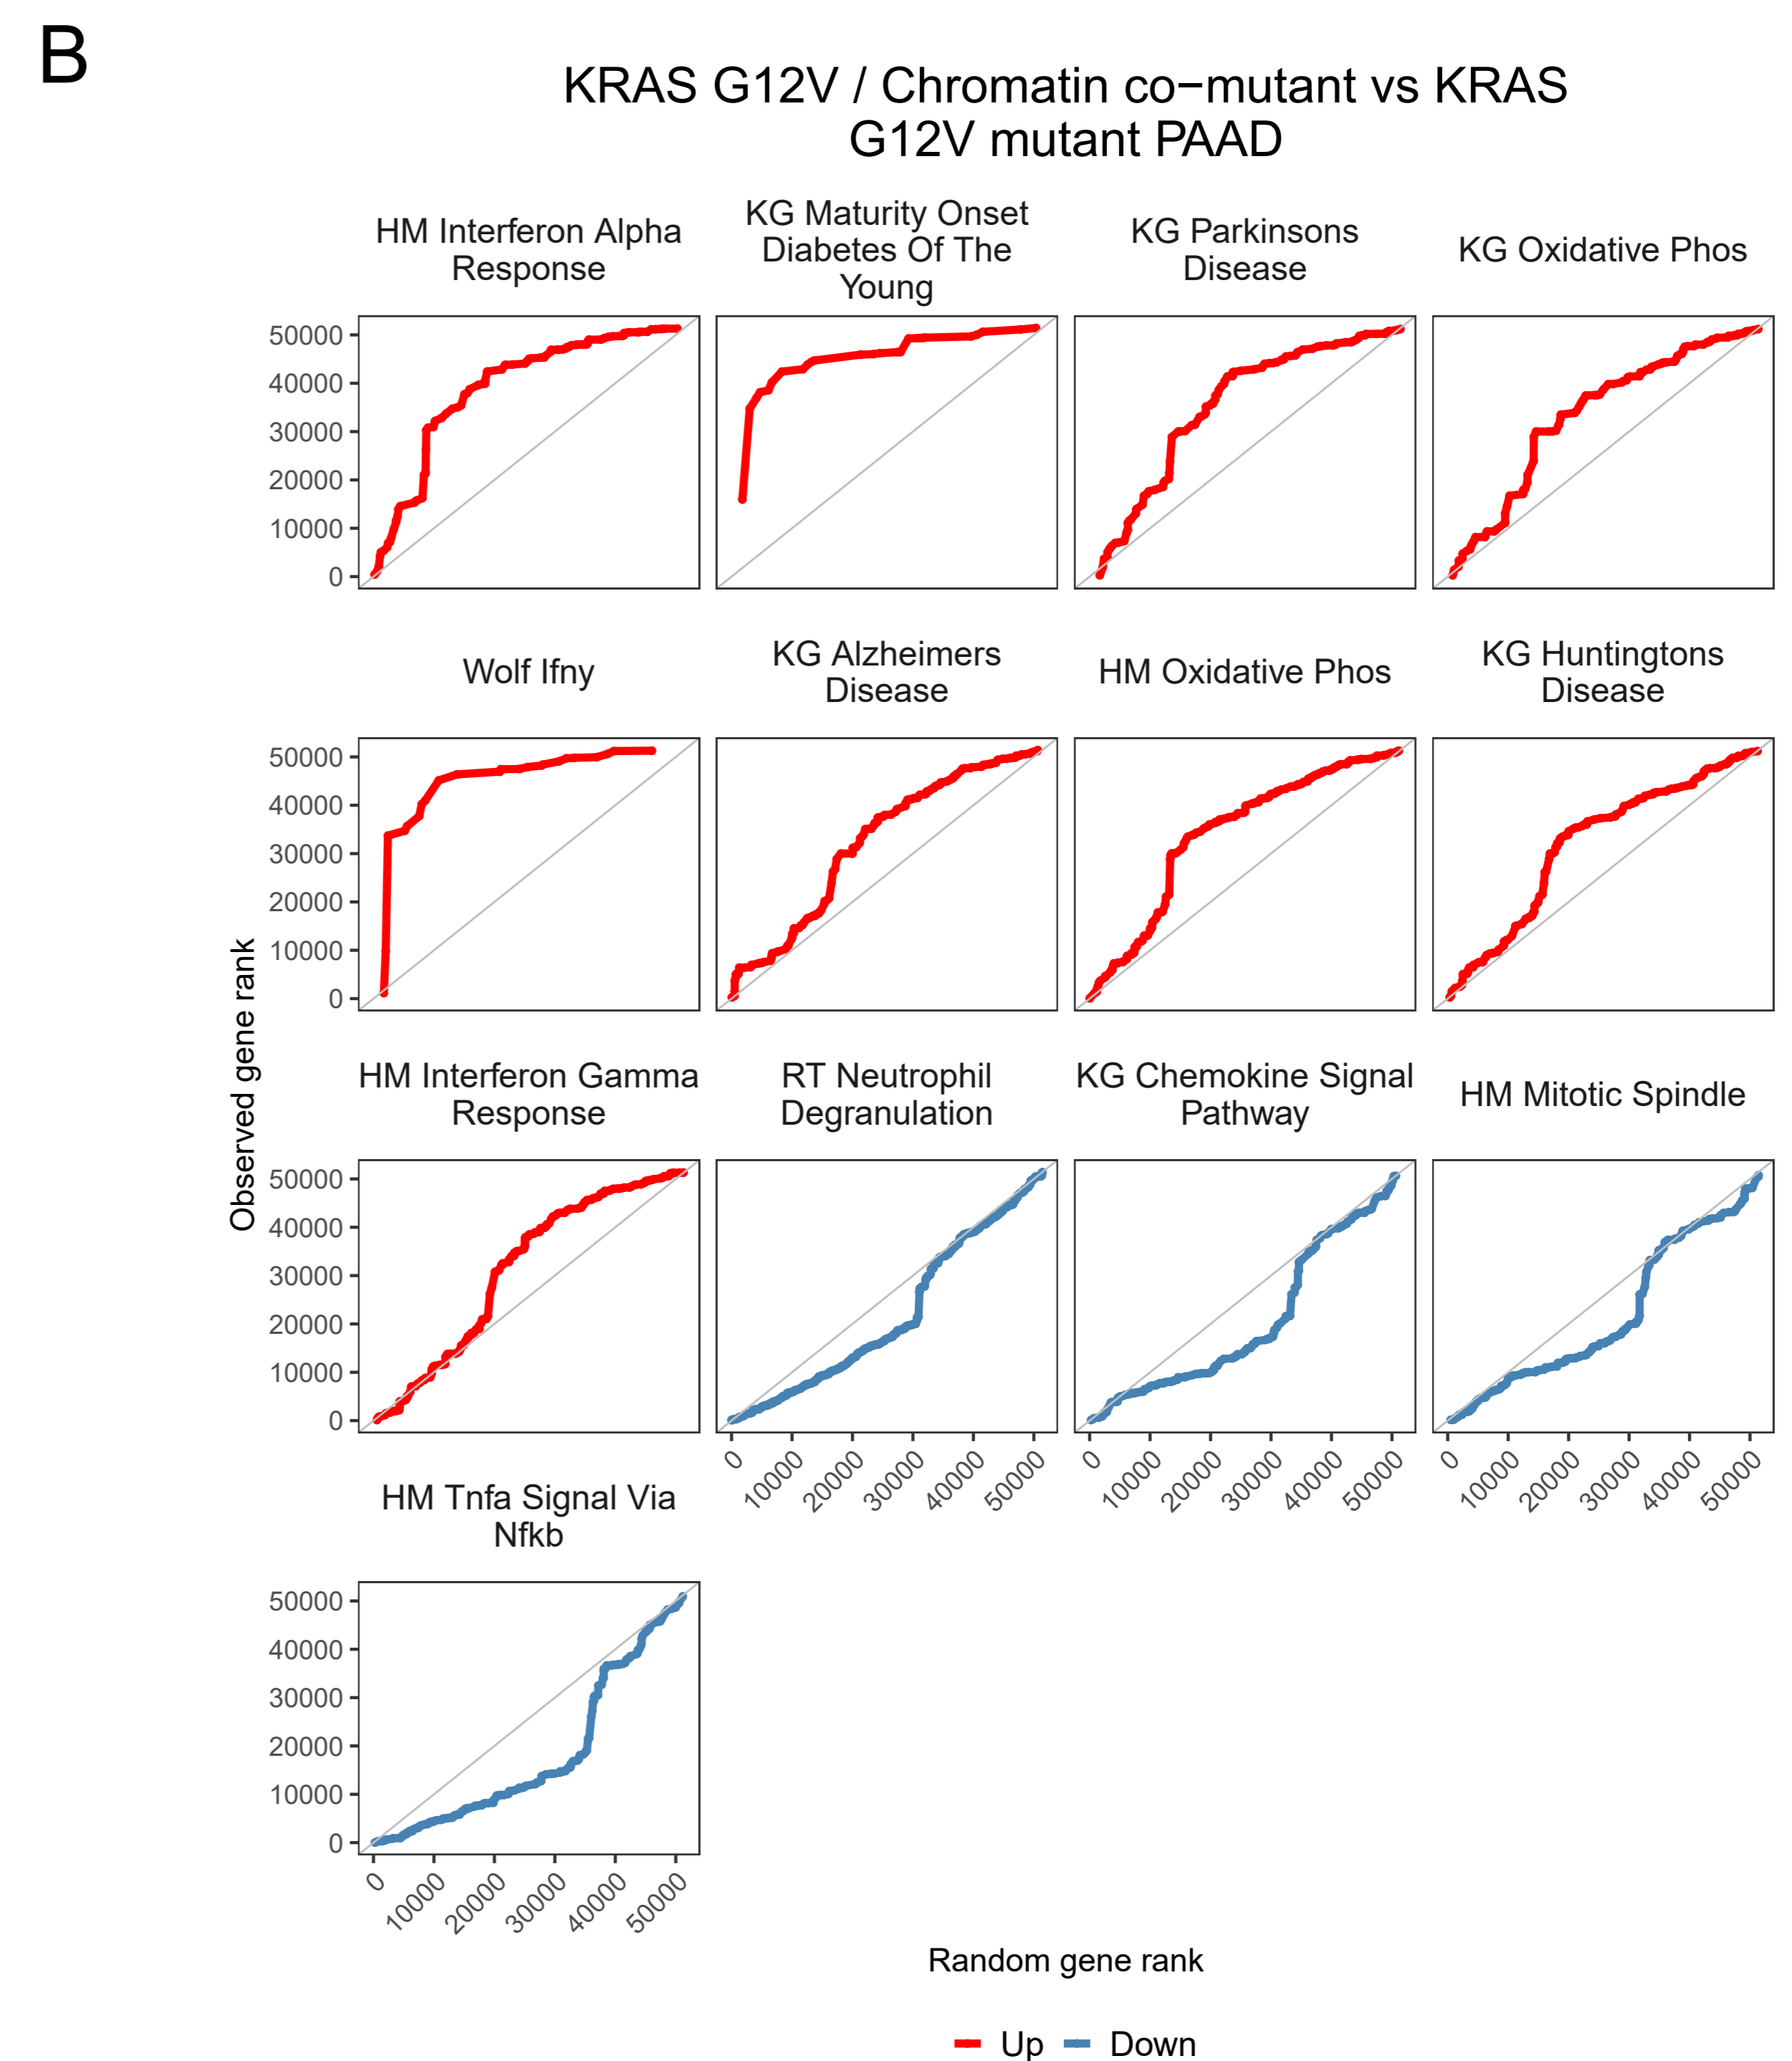 B
KRAS G12V / Chromatin co−mutant vs KRAS
G12V mutant PAAD
HM Interferon Alpha
Response
KG Maturity Onset
Diabetes Of The
Young
KG Parkinsons
Disease
KG Oxidative Phos
50000
40000
30000
20000
10000
0
Wolf Ifny
KG Alzheimers
Disease
HM Oxidative Phos
KG Huntingtons
Disease
50000
40000
30000
20000
10000
0
Observed gene rank
HM Interferon Gamma
Response
RT Neutrophil
Degranulation
KG Chemokine Signal
Pathway
HM Mitotic Spindle
50000
40000
30000
20000
10000
0
0 10000 20000 30000 40000 50000
0 10000 20000 30000 40000 50000
0 10000 20000 30000 40000 50000
HM Tnfa Signal Via
Nfkb
50000
40000
30000
20000
10000
0
0 10000 20000 30000 40000 50000
Random gene rank
Up Down